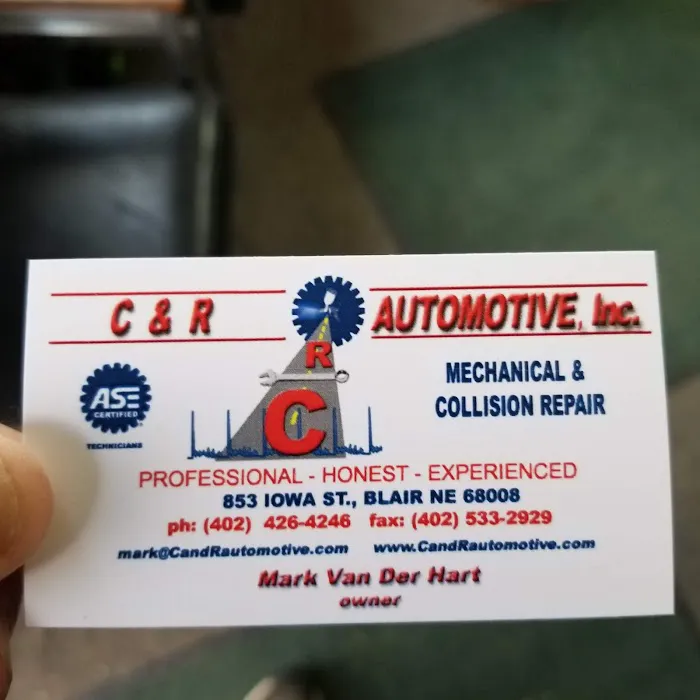 C & R AUTOMOTIVE, Inc.
R
C
ASE
CERTIFIED
TECHNICIANS
MECHANICAL &
COLLISION REPAIR
PROFESSIONAL - HONEST - EXPERIENCED
853 IOWA ST., BLAIR NE 68008
ph: (402) 426-4246 fax: (402) 533-2929
mark@CandRautomotive.com www.CandRautomotive.com
Mark Van Der Hart
owner